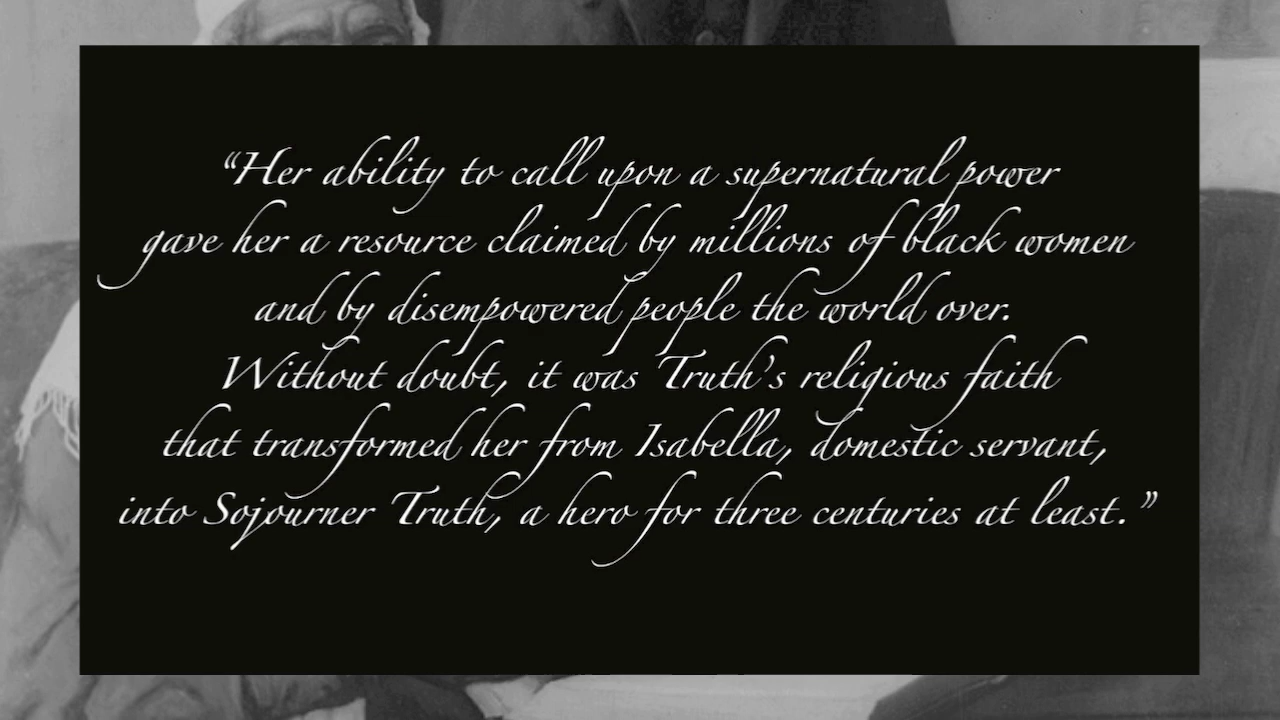 “Her ability to call upon a supernatural power
gave her a resource claimed by millions of black women
and by disempowered people the world over.
Without doubt, it was Truth’s religious faith
that transformed her from Isabella, domestic servant,
into Sojourner Truth, a hero for three centuries at least.”